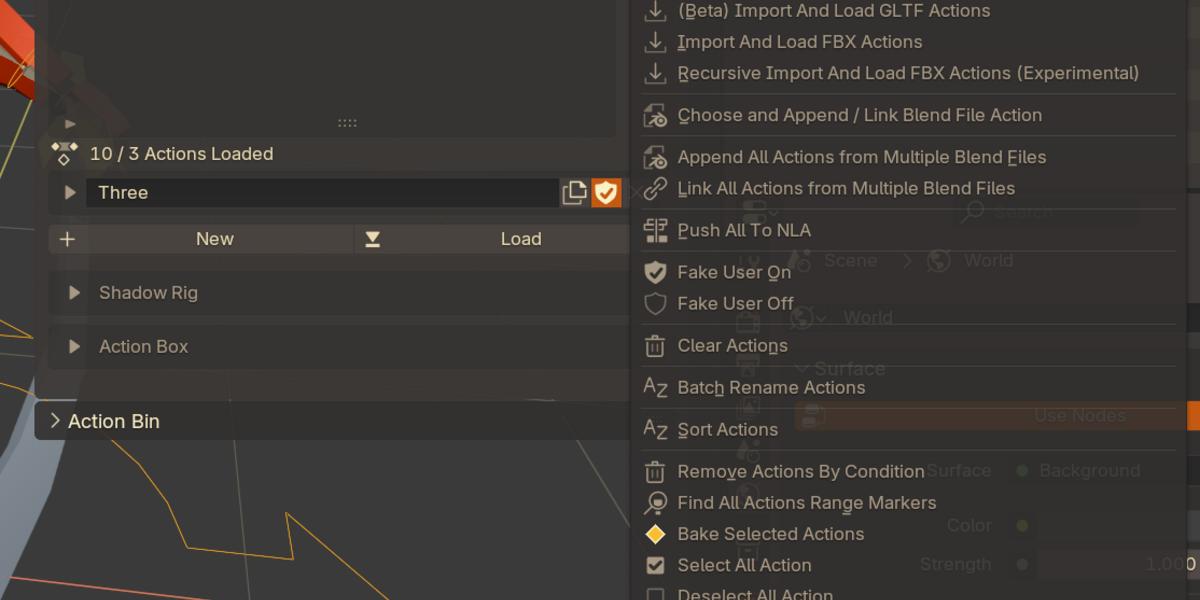 10 / 3 Actions Loaded
Three
New
Load
Shadow Rig
Action Box
Action Bin
(Beta) Import And Load GLTF Actions
Import And Load FBX Actions
Recursive Import And Load FBX Actions (Experimental)
Choose and Append / Link Blend File Action
Append All Actions from Multiple Blend Files
Link All Actions from Multiple Blend Files
Search
Push All To NLA
Scene
World
Fake User On
Fake User Off
World
Clear Actions
Surface
Batch Rename Actions
Use Nodes
Sort Actions
Remove Actions By Condition
Surface
Background
Find All Actions Range Markers
Color
Bake Selected Actions
Select All Action
Strength
1.000
Deselect All Action